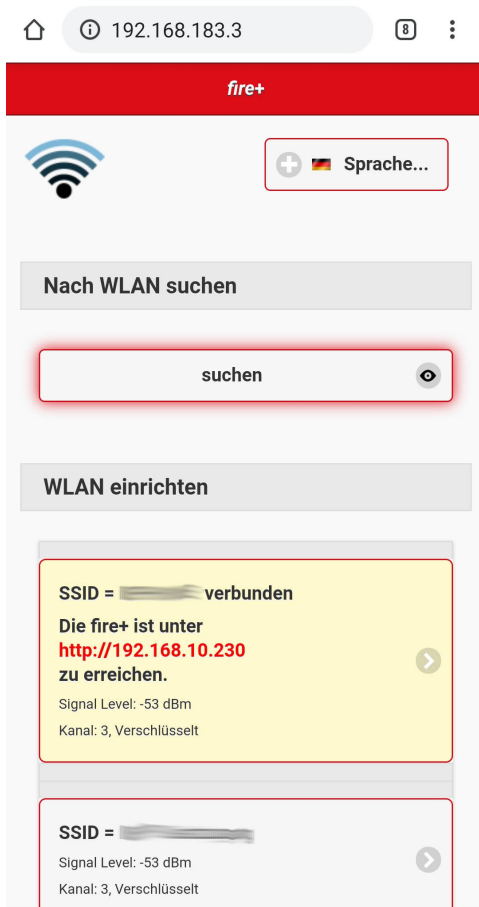 192.168.183.3
8
fire+
Sprache...
Nach WLAN suchen
suchen
WLAN einrichten
SSID = verbunden
Die fire+ ist unter
http://192.168.10.230
zu erreichen.
Signal Level: -53 dBm
Kanal: 3, Verschlüsselt
SSID =
Signal Level: -53 dBm
Kanal: 3, Verschlüsselt